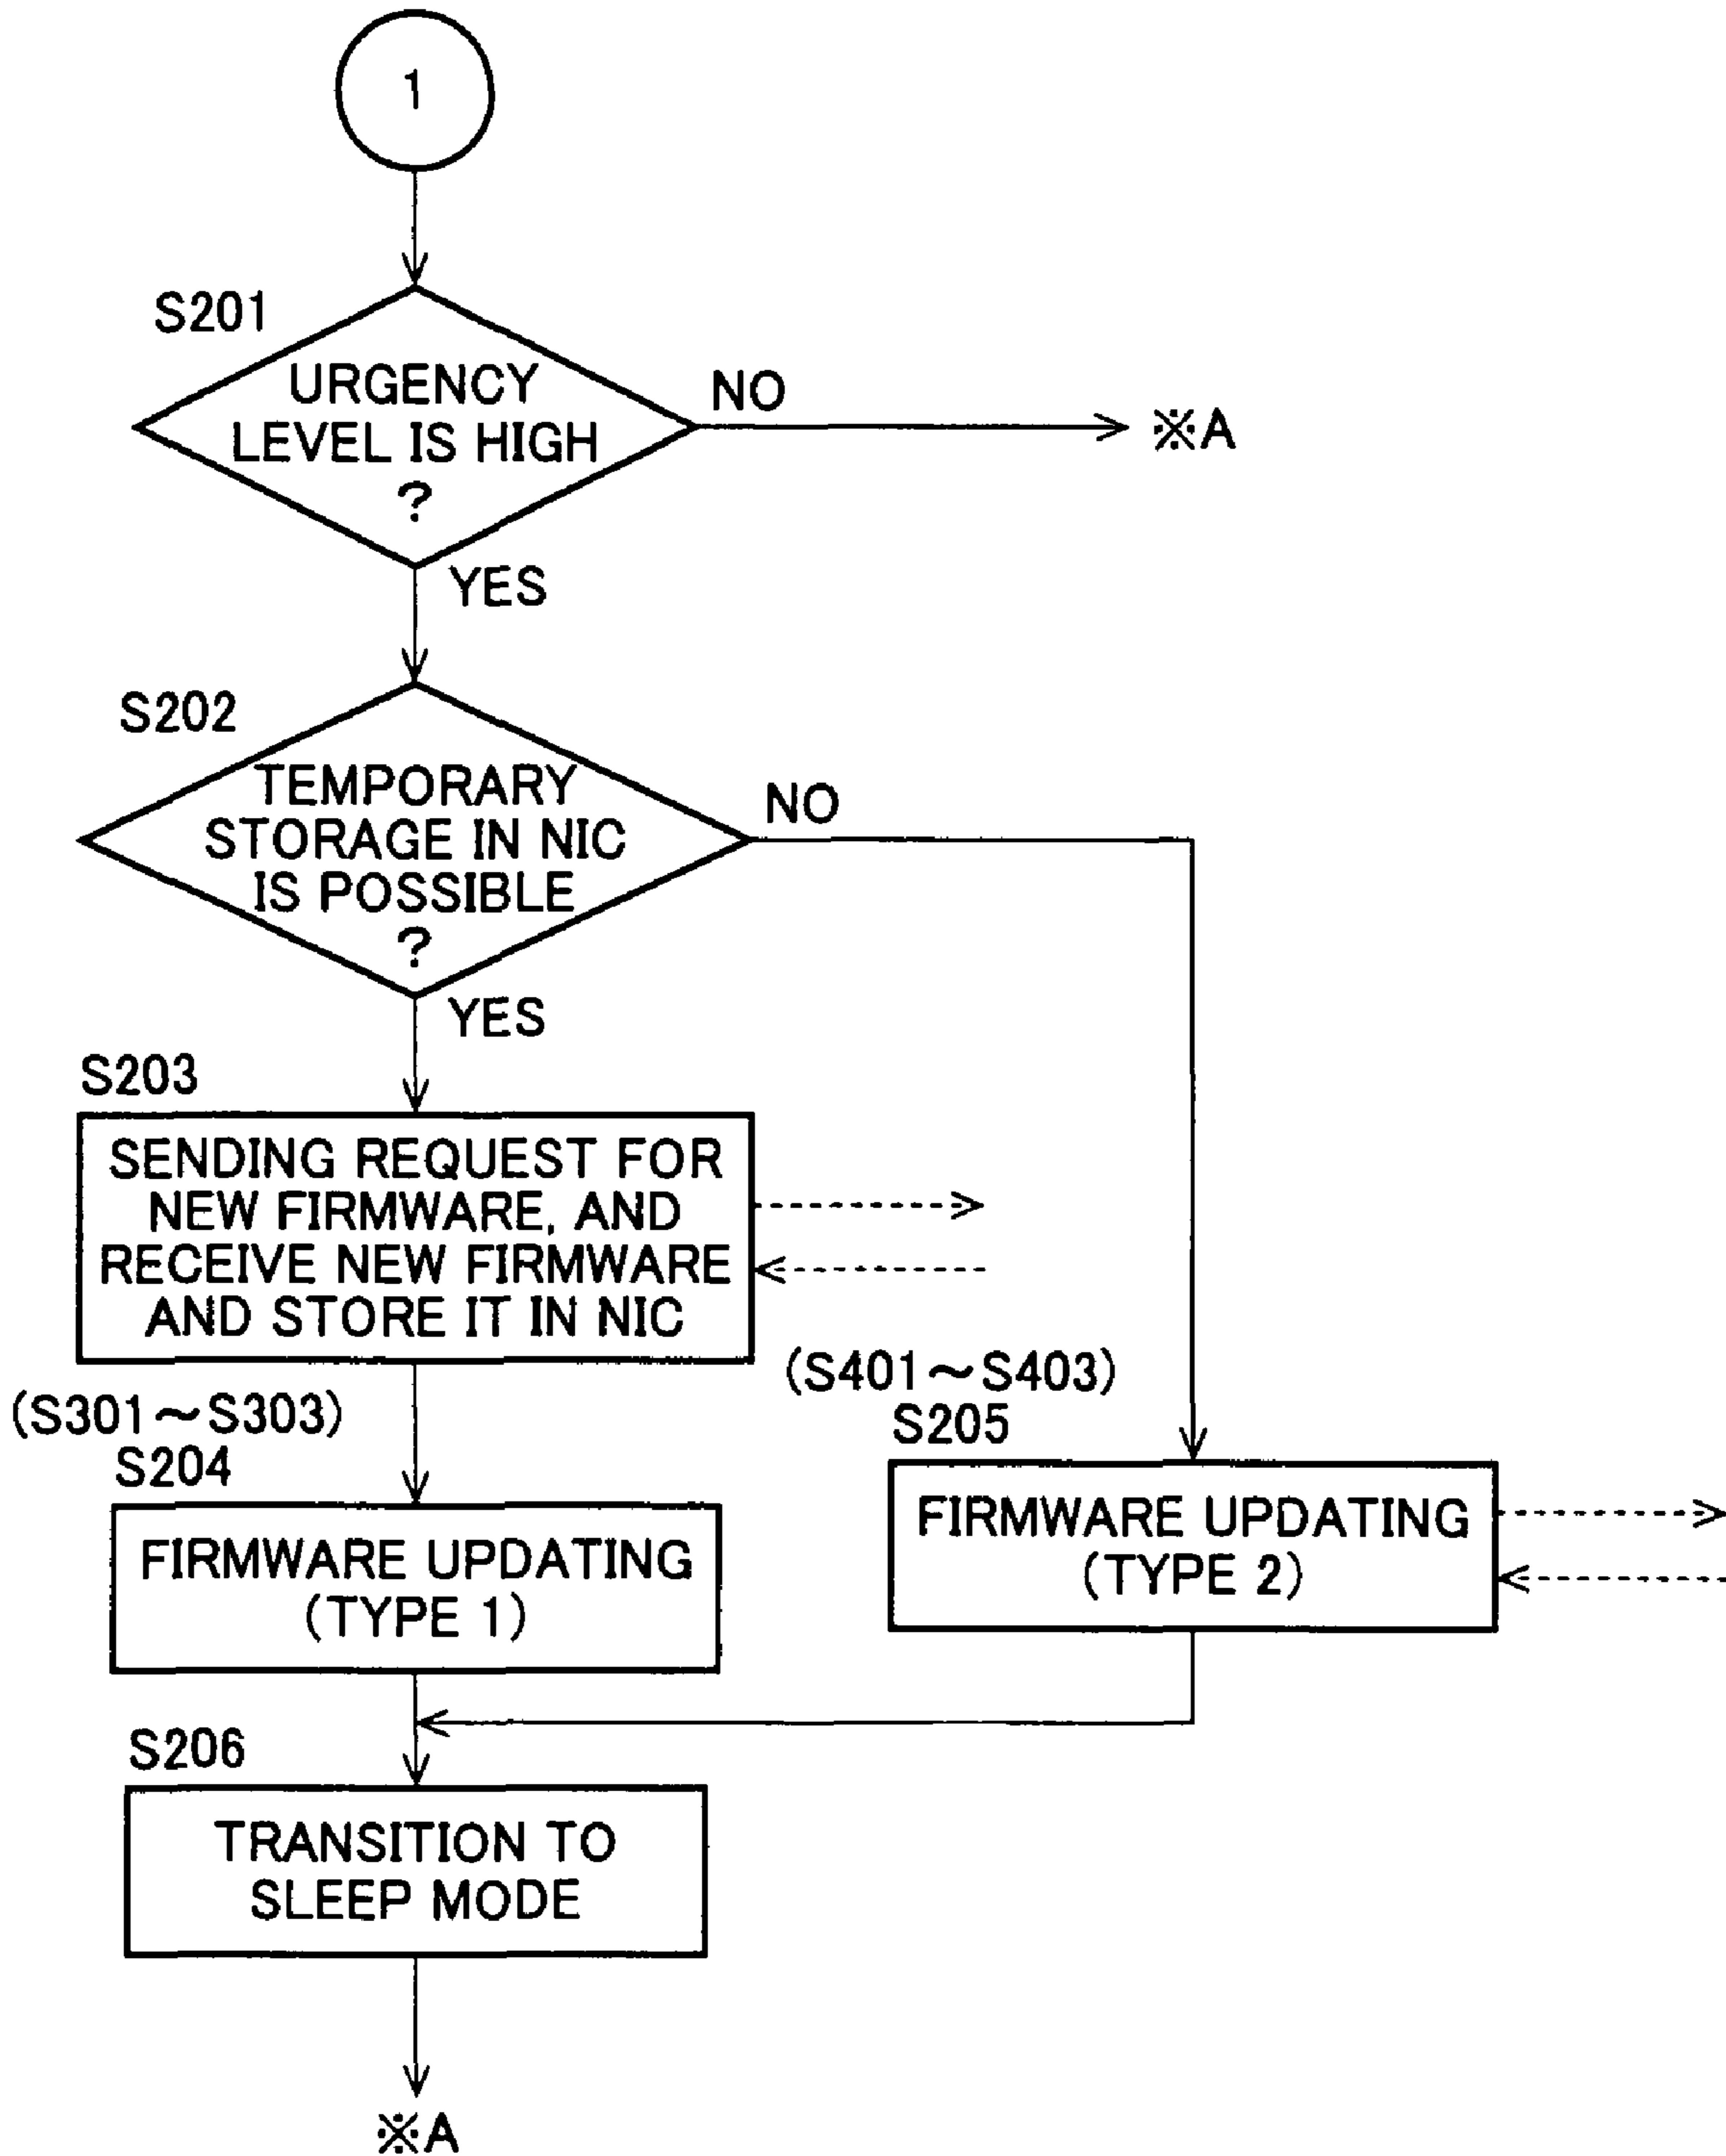 1
S201
URGENCY
LEVEL IS HIGH
?
NO
※A
YES
S202
TEMPORARY
STORAGE IN NIC
IS POSSIBLE
?
NO
YES
S203
SENDING REQUEST FOR
NEW FIRMWARE, AND
RECEIVE NEW FIRMWARE
AND STORE IT IN NIC
(S301～S303)
S204
FIRMWARE UPDATING
(TYPE 1)
(S401～S403)
S205
FIRMWARE UPDATING
(TYPE 2)
S206
TRANSITION TO
SLEEP MODE
※A